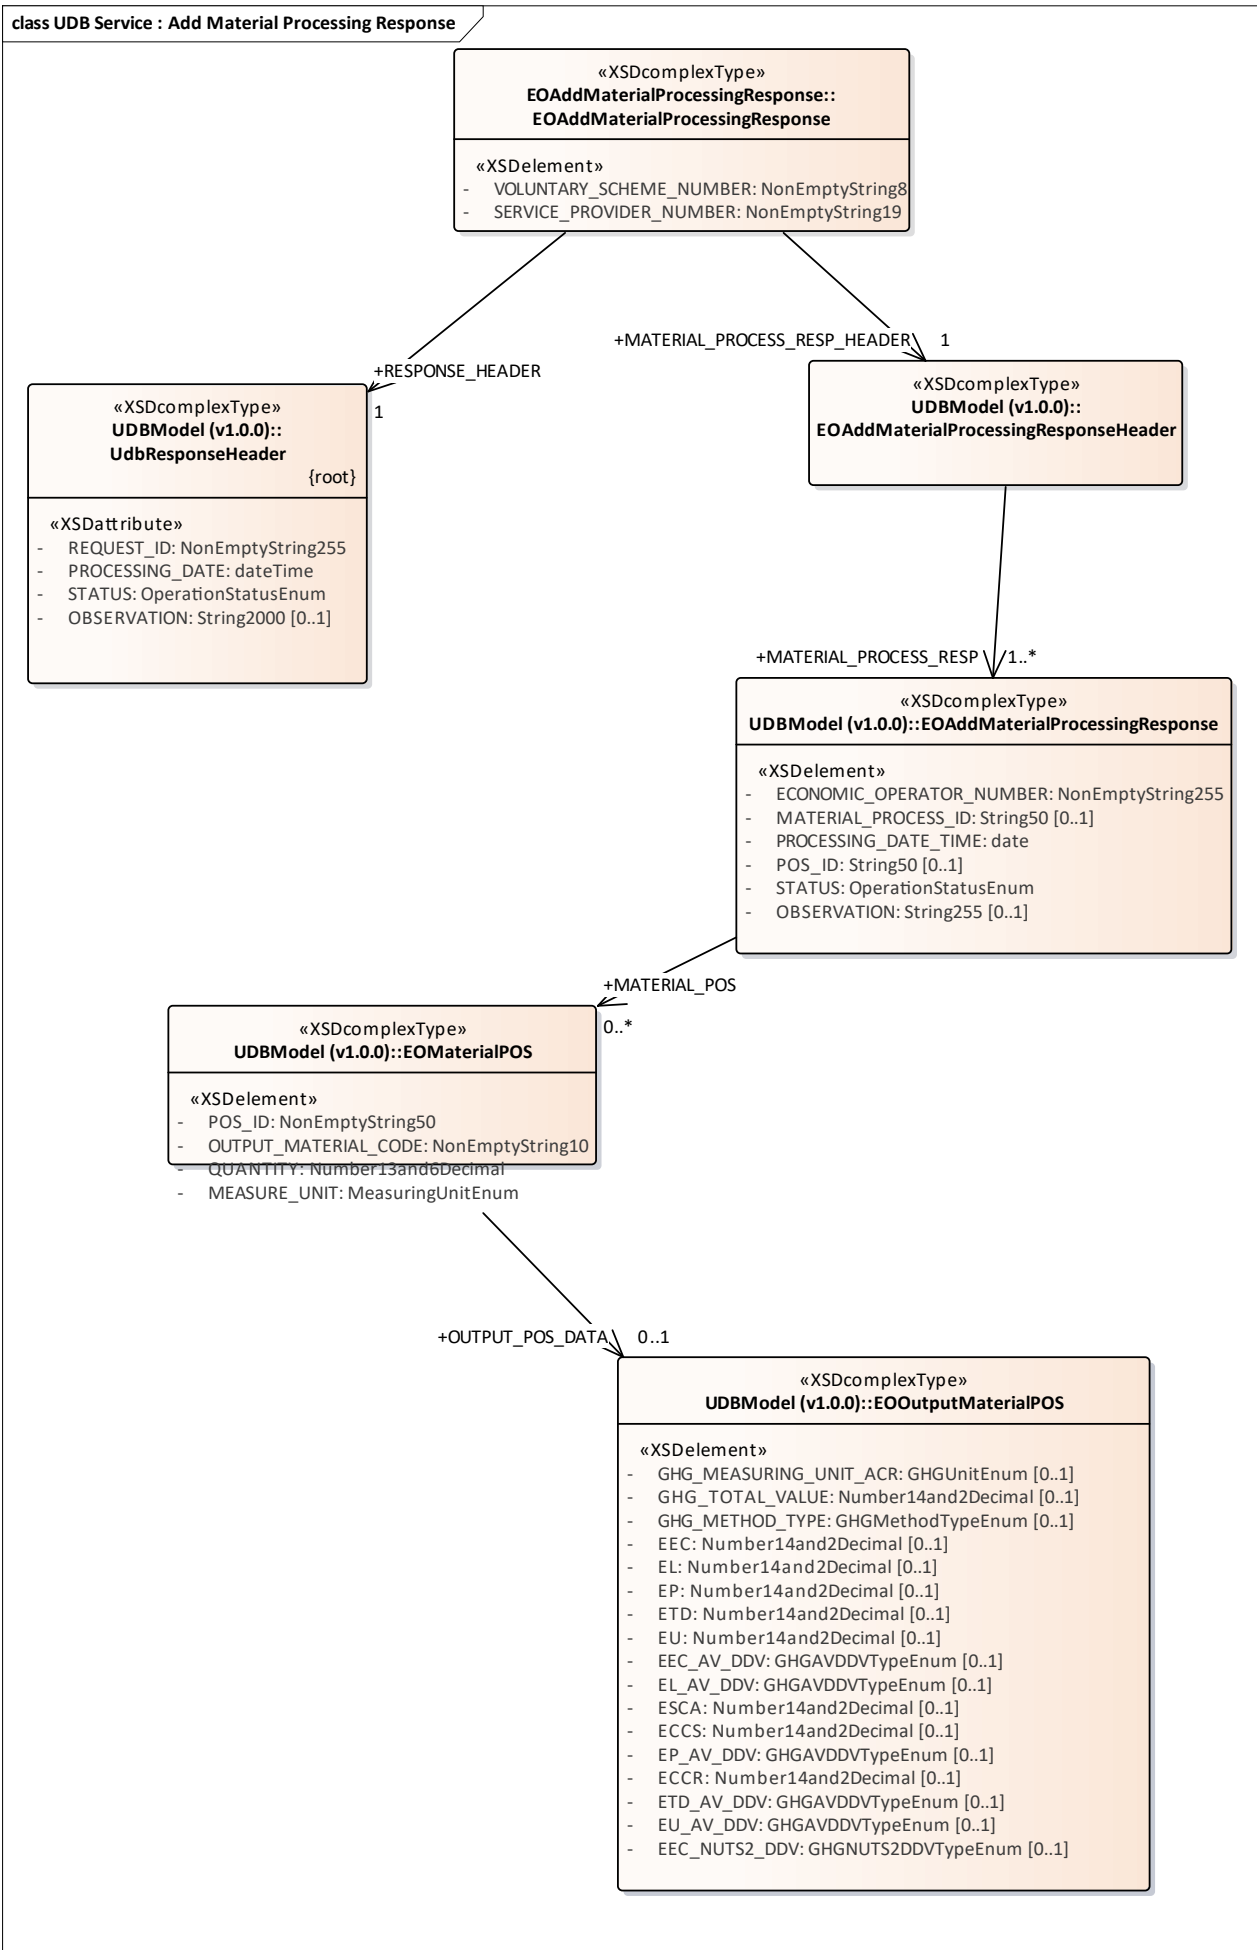 class UDB Service : Add Material Processing Response
«XSDcomplexType»
EOAddMaterialProcessingResponse::
EOAddMaterialProcessingResponse
«XSDelement»
- VOLUNTARY_SCHEME_NUMBER: NonEmptyString8
- SERVICE_PROVIDER_NUMBER: NonEmptyString19
+MATERIAL_PROCESS_RESP_HEADER 1
+RESPONSE_HEADER
1
«XSDcomplexType»
UDBModel (v1.0.0)::
UdbResponseHeader
{root}
«XSDattribute»
- REQUEST_ID: NonEmptyString255
- PROCESSING_DATE: dateTime
- STATUS: OperationStatusEnum
- OBSERVATION: String2000 [0..1]
«XSDcomplexType»
UDBModel (v1.0.0)::
EOAddMaterialProcessingResponseHeader
+MATERIAL_PROCESS_RESP 1..*
«XSDcomplexType»
UDBModel (v1.0.0)::EOAddMaterialProcessingResponse
«XSDelement»
- ECONOMIC_OPERATOR_NUMBER: NonEmptyString255
- MATERIAL_PROCESS_ID: String50 [0..1]
- PROCESSING_DATE_TIME: date
- POS_ID: String50 [0..1]
- STATUS: OperationStatusEnum
- OBSERVATION: String255 [0..1]
+MATERIAL_POS
0..*
«XSDcomplexType»
UDBModel (v1.0.0)::EOMaterialPOS
«XSDelement»
- POS_ID: NonEmptyString50
- OUTPUT_MATERIAL_CODE: NonEmptyString10
- QUANTITY: Number13and6Decimal
- MEASURE_UNIT: MeasuringUnitEnum
+OUTPUT_POS_DATA 0..1
«XSDcomplexType»
UDBModel (v1.0.0)::EOOutputMaterialPOS
«XSDelement»
- GHG_MEASURING_UNIT_ACR: GHGUnitEnum [0..1]
- GHG_TOTAL_VALUE: Number14and2Decimal [0..1]
- GHG_METHOD_TYPE: GHGMethodTypeEnum [0..1]
- EEC: Number14and2Decimal [0..1]
- EL: Number14and2Decimal [0..1]
- EP: Number14and2Decimal [0..1]
- ETD: Number14and2Decimal [0..1]
- EU: Number14and2Decimal [0..1]
- EEC_AV_DDV: GHGAVDDVTypeEnum [0..1]
- EL_AV_DDV: GHGAVDDVTypeEnum [0..1]
- ESCA: Number14and2Decimal [0..1]
- ECCS: Number14and2Decimal [0..1]
- EP_AV_DDV: GHGAVDDVTypeEnum [0..1]
- ECCR: Number14and2Decimal [0..1]
- ETD_AV_DDV: GHGAVDDVTypeEnum [0..1]
- EU_AV_DDV: GHGAVDDVTypeEnum [0..1]
- EEC_NUTS2_DDV: GHGNUTS2DDVTypeEnum [0..1]